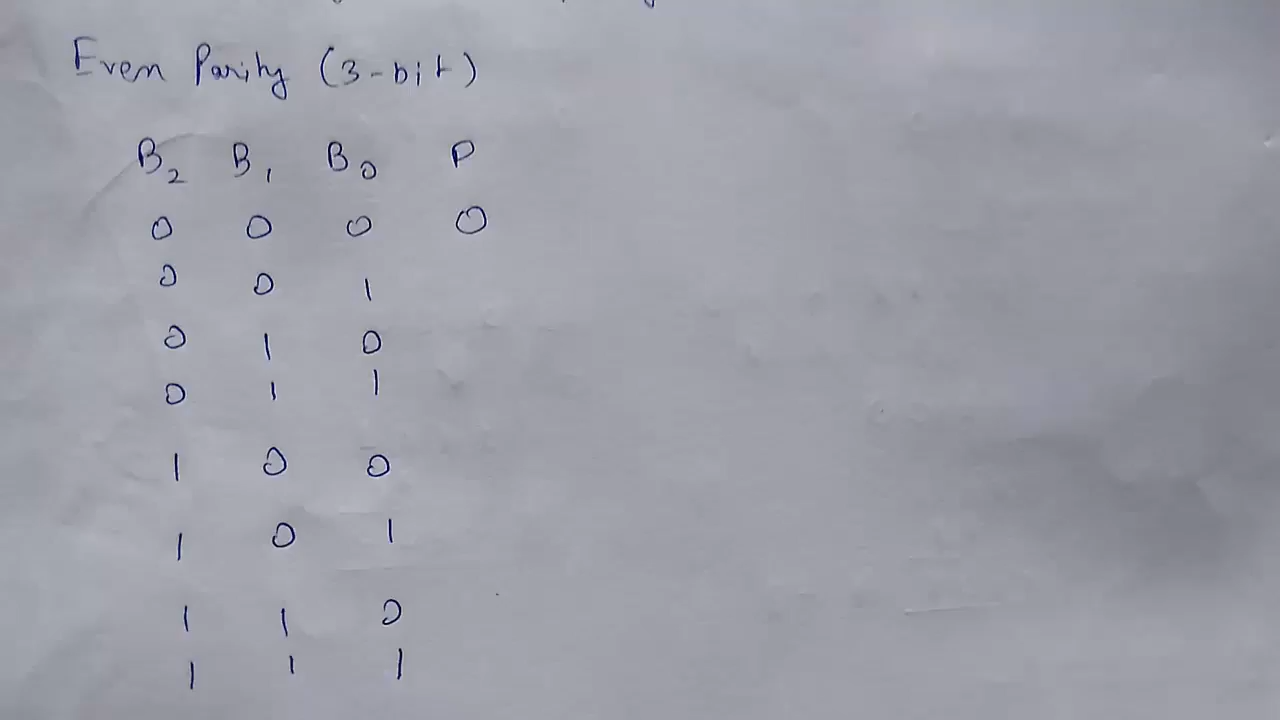 Even Parity (3-bit)
B₂ B₁ B₀ P
0 0 0 0
0 0 1
0 1 0
0 1 1
1 0 0
1 0 1
1 1 0
1 1 1